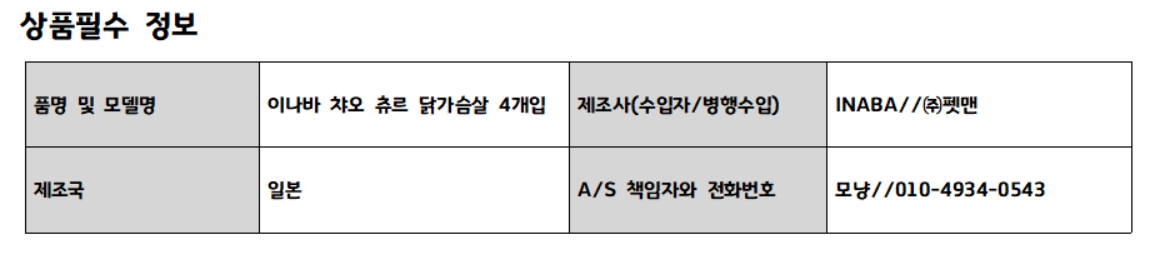 상품필수 정보
품명 및 모델명 이나바 챠오 츄르 닭가슴살 4개입 제조사(수입자/병행수입) INABA//㈜펫맨
제조국 일본 A/S 책임자와 전화번호 모냥//010-4934-0543